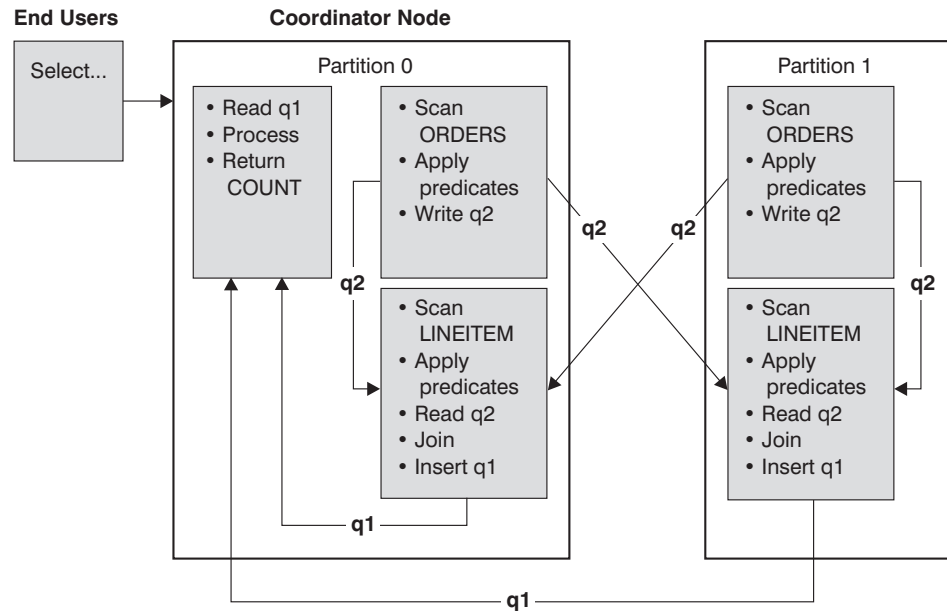 End Users
Coordinator Node
Select...
Partition 0
Partition 1
• Read q1
• Process
• Return
COUNT
• Scan
ORDERS
• Apply
predicates
• Write q2
• Scan
ORDERS
• Apply
predicates
• Write q2
q2
q2
q2
q2
• Scan
LINEITEM
• Apply
predicates
• Read q2
• Join
• Insert q1
• Scan
LINEITEM
• Apply
predicates
• Read q2
• Join
• Insert q1
q1
q1